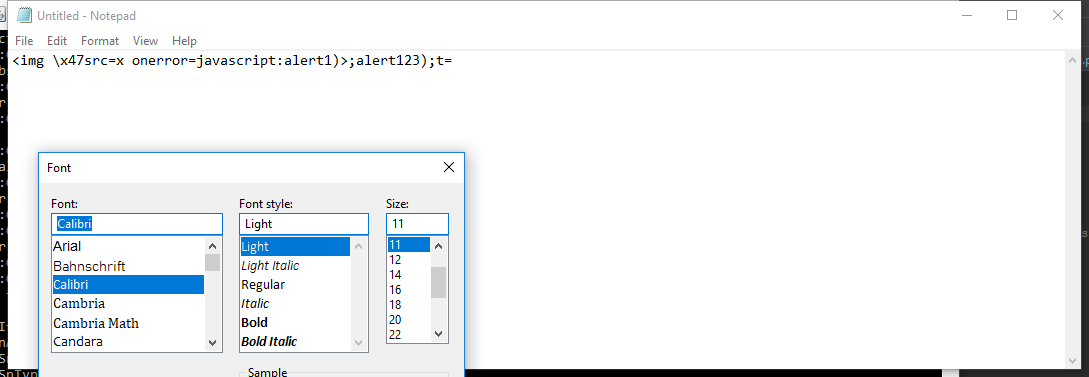 Untitled - Notepad
File Edit Format View Help
<img \x47src=x onerror=javascript:alert1)>;alert123);t=
Font
Font: Font style: Size:
Calibri Light 11
Arial Light 11
Bahnschrift Light Italic 12
Calibri Regular 14
Cambria Italic 16
Cambria Math Bold 18
Candara Bold Italic 20
22
Sample